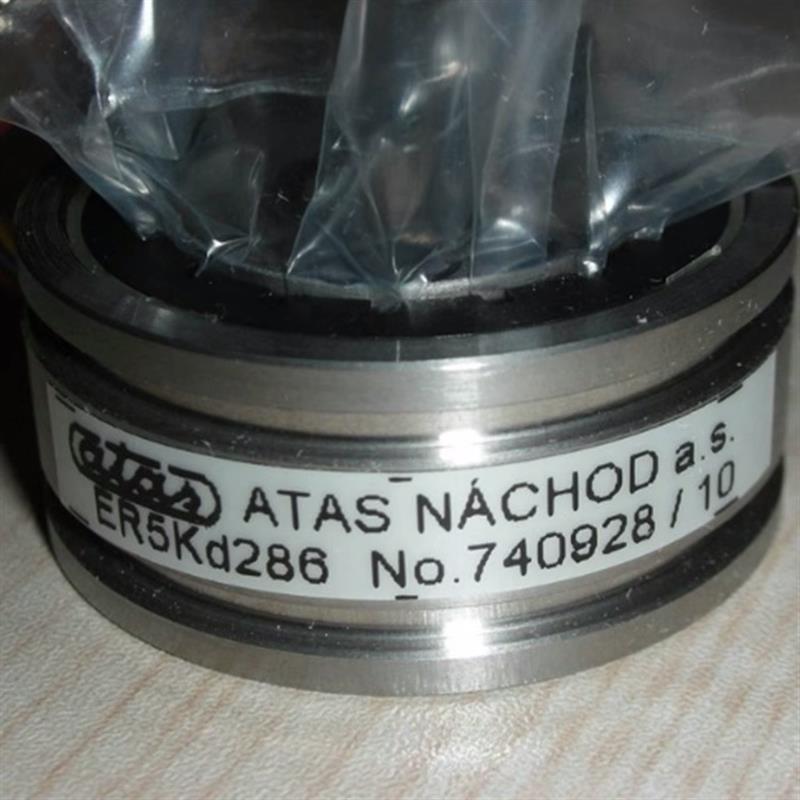 atas ATAS NÁCHOD a.s.
ER5Kd286 No.740928 / 10